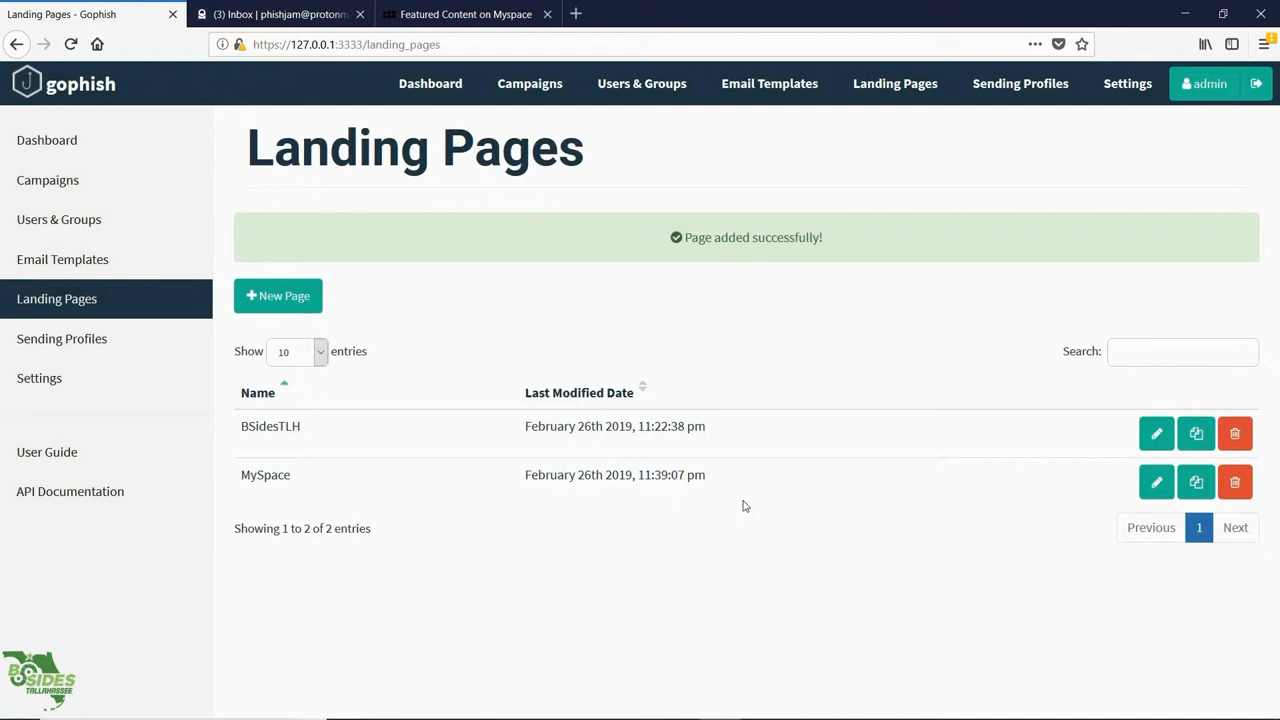 Landing Pages - Gophish
(3) Inbox | phishjam@protonm
Featured Content on Myspace
https://127.0.0.1:3333/landing_pages
gophish
Dashboard
Campaigns
Users & Groups
Email Templates
Landing Pages
Sending Profiles
Settings
admin
Dashboard
Campaigns
Users & Groups
Email Templates
Landing Pages
Sending Profiles
Settings
User Guide
API Documentation
Landing Pages
Page added successfully!
New Page
Show 10 entries
Search:
Name
Last Modified Date
BSidesTLH
February 26th 2019, 11:22:38 pm
MySpace
February 26th 2019, 11:39:07 pm
Showing 1 to 2 of 2 entries
Previous 1 Next
BSIDES
TALLAHASSEE